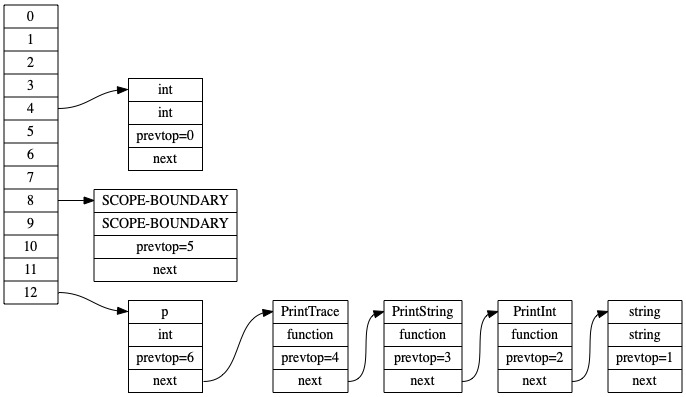 0
1
2
3
4
5
6
7
8
9
10
11
12
int
int
prevtop=0
next
SCOPE-BOUNDARY
SCOPE-BOUNDARY
prevtop=5
next
p
int
prevtop=6
next
PrintTrace
function
prevtop=4
next
PrintString
function
prevtop=3
next
PrintInt
function
prevtop=2
next
string
string
prevtop=1
next